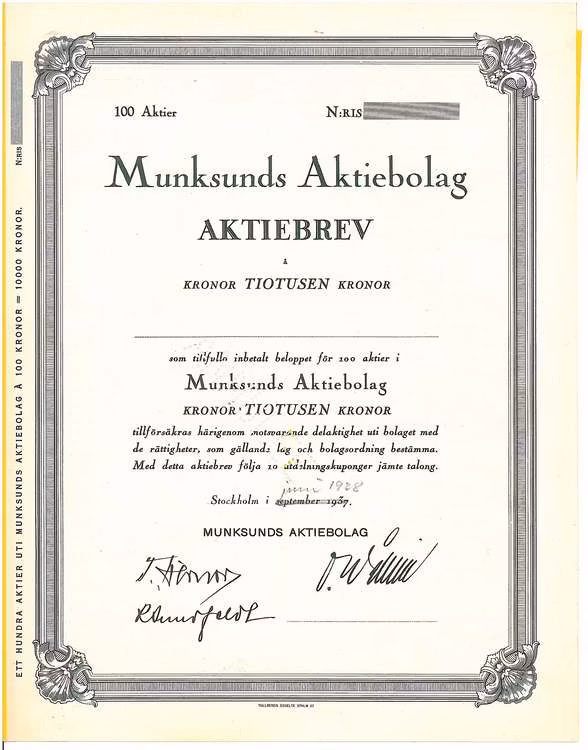 100 Aktier
N:RIS
Munksunds Aktiebolag
AKTIEBREV
Å
KRONOR TIOTUSEN KRONOR
som tillfullo inbetalt beloppet för 100 aktier i
Munksunds Aktiebolag
KRONOR TIOTUSEN KRONOR
tillförsäkras härigenom motsvarande delaktighet uti bolaget med
de rättigheter, som gällande lag och bolagsordning bestämma.
Med detta aktiebrev följa 10 utdelningskuponger jämte talong.
juni 1928
Stockholm i september 1937.
MUNKSUNDS AKTIEBOLAG
ETT HUNDRA AKTIER UTI MUNKSUNDS AKTIEBOLAG À 100 KRONOR = 10000 KRONOR.
N:RIS